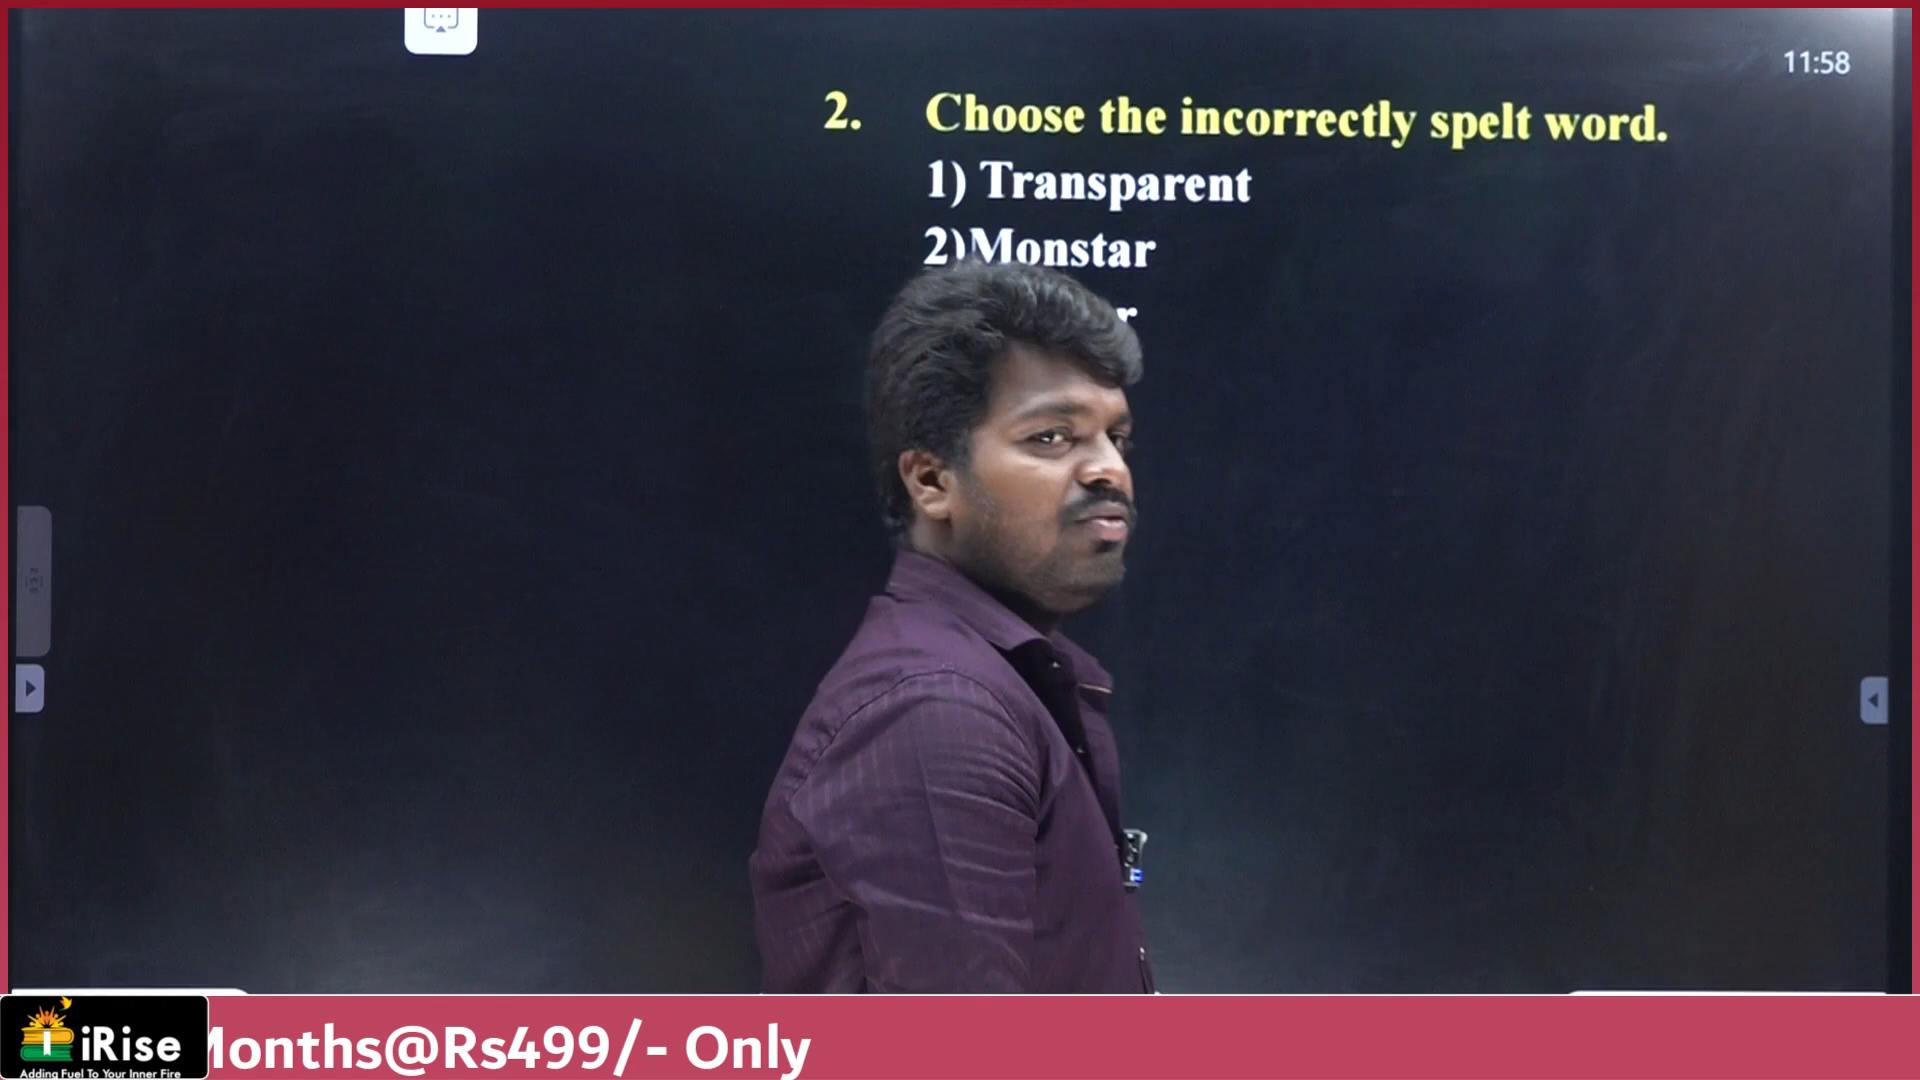 11:58
2. Choose the incorrectly spelt word.
1) Transparent
2)Monstar
r
iRise
Adding Fuel To Your Inner Fire
Months@Rs499/- Only